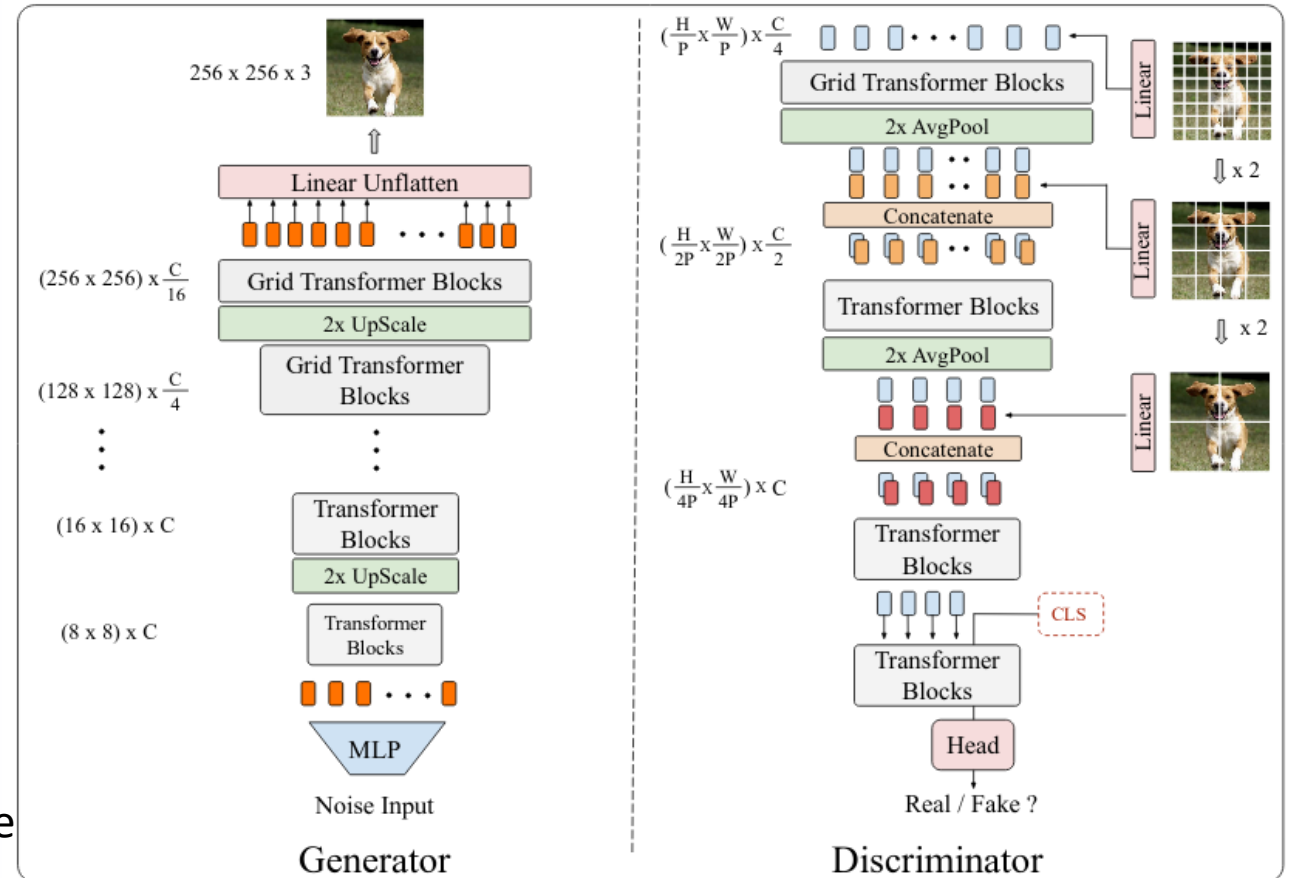 256 x 256 x 3
Linear Unflatten
(256 x 256) x C/16
Grid Transformer Blocks
2x UpScale
(128 x 128) x C/4
Grid Transformer
Blocks
(16 x 16) x C
Transformer
Blocks
2x UpScale
(8 x 8) x C
Transformer
Blocks
MLP
Noise Input
Generator
(H/P x W/P) x C/4
Linear
Grid Transformer Blocks
2x AvgPool
x 2
Concatenate
Linear
(H/2P x W/2P) x C/2
Transformer Blocks
2x AvgPool
x 2
Linear
Concatenate
(H/4P x W/4P) x C
Transformer
Blocks
CLS
Transformer
Blocks
Head
Real / Fake ?
Discriminator
e